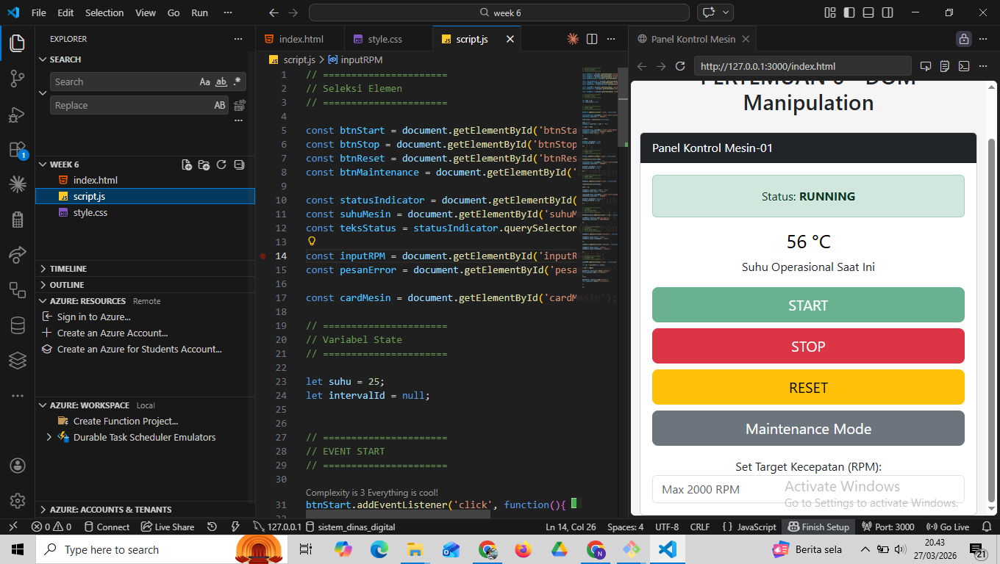 File Edit Selection View Go Run ···
week 6
EXPLORER
SEARCH
Search
Aa ab .*
Replace
AB
WEEK 6
index.html
script.js
style.css
TIMELINE
OUTLINE
AZURE: RESOURCES Remote
Sign in to Azure...
Create an Azure Account...
Create an Azure for Students Account...
AZURE: WORKSPACE Local
Create Function Project...
Durable Task Scheduler Emulators
AZURE: ACCOUNTS & TENANTS
1
index.html
style.css
script.js
script.js > inputRPM
1 // ======================
2 // Seleksi Elemen
3 // ======================
4
5 const btnStart = document.getElementById('btnSta
6 const btnStop = document.getElementById('btnStop
7 const btnReset = document.getElementById('btnRes
8 const btnMaintenance = document.getElementById('
9
10 const statusIndicator = document.getElementById(
11 const suhuMesin = document.getElementById('suhuM
12 const teksStatus = statusIndicator.querySelector
13
14 const inputRPM = document.getElementById('inputR
15 const pesanError = document.getElementById('pesa
16
17 const cardMesin = document.getElementById('cardMesin');
18
19 // ======================
20 // Variabel State
21 // ======================
22
23 let suhu = 25;
24 let intervalId = null;
25
26
27 // ======================
28 // EVENT START
29 // ======================
30
Complexity is 3 Everything is cool!
31 btnStart.addEventListener('click', function(){
Panel Kontrol Mesin
http://127.0.0.1:3000/index.html
PERTEMUAN 6 - DOM
Manipulation
Panel Kontrol Mesin-01
Status: RUNNING
56 °C
Suhu Operasional Saat Ini
START
STOP
RESET
Maintenance Mode
Set Target Kecepatan (RPM):
Max 2000 RPM
Activate Windows
Go to Settings to activate Windows.
0 0 Connect Live Share 127.0.0.1 sistem_dinas_digital Ln 14, Col 26 Spaces: 4 UTF-8 CRLF {} JavaScript Finish Setup Port: 3000 Go Live
Type here to search
Berita sela
20.43
27/03/2026
21